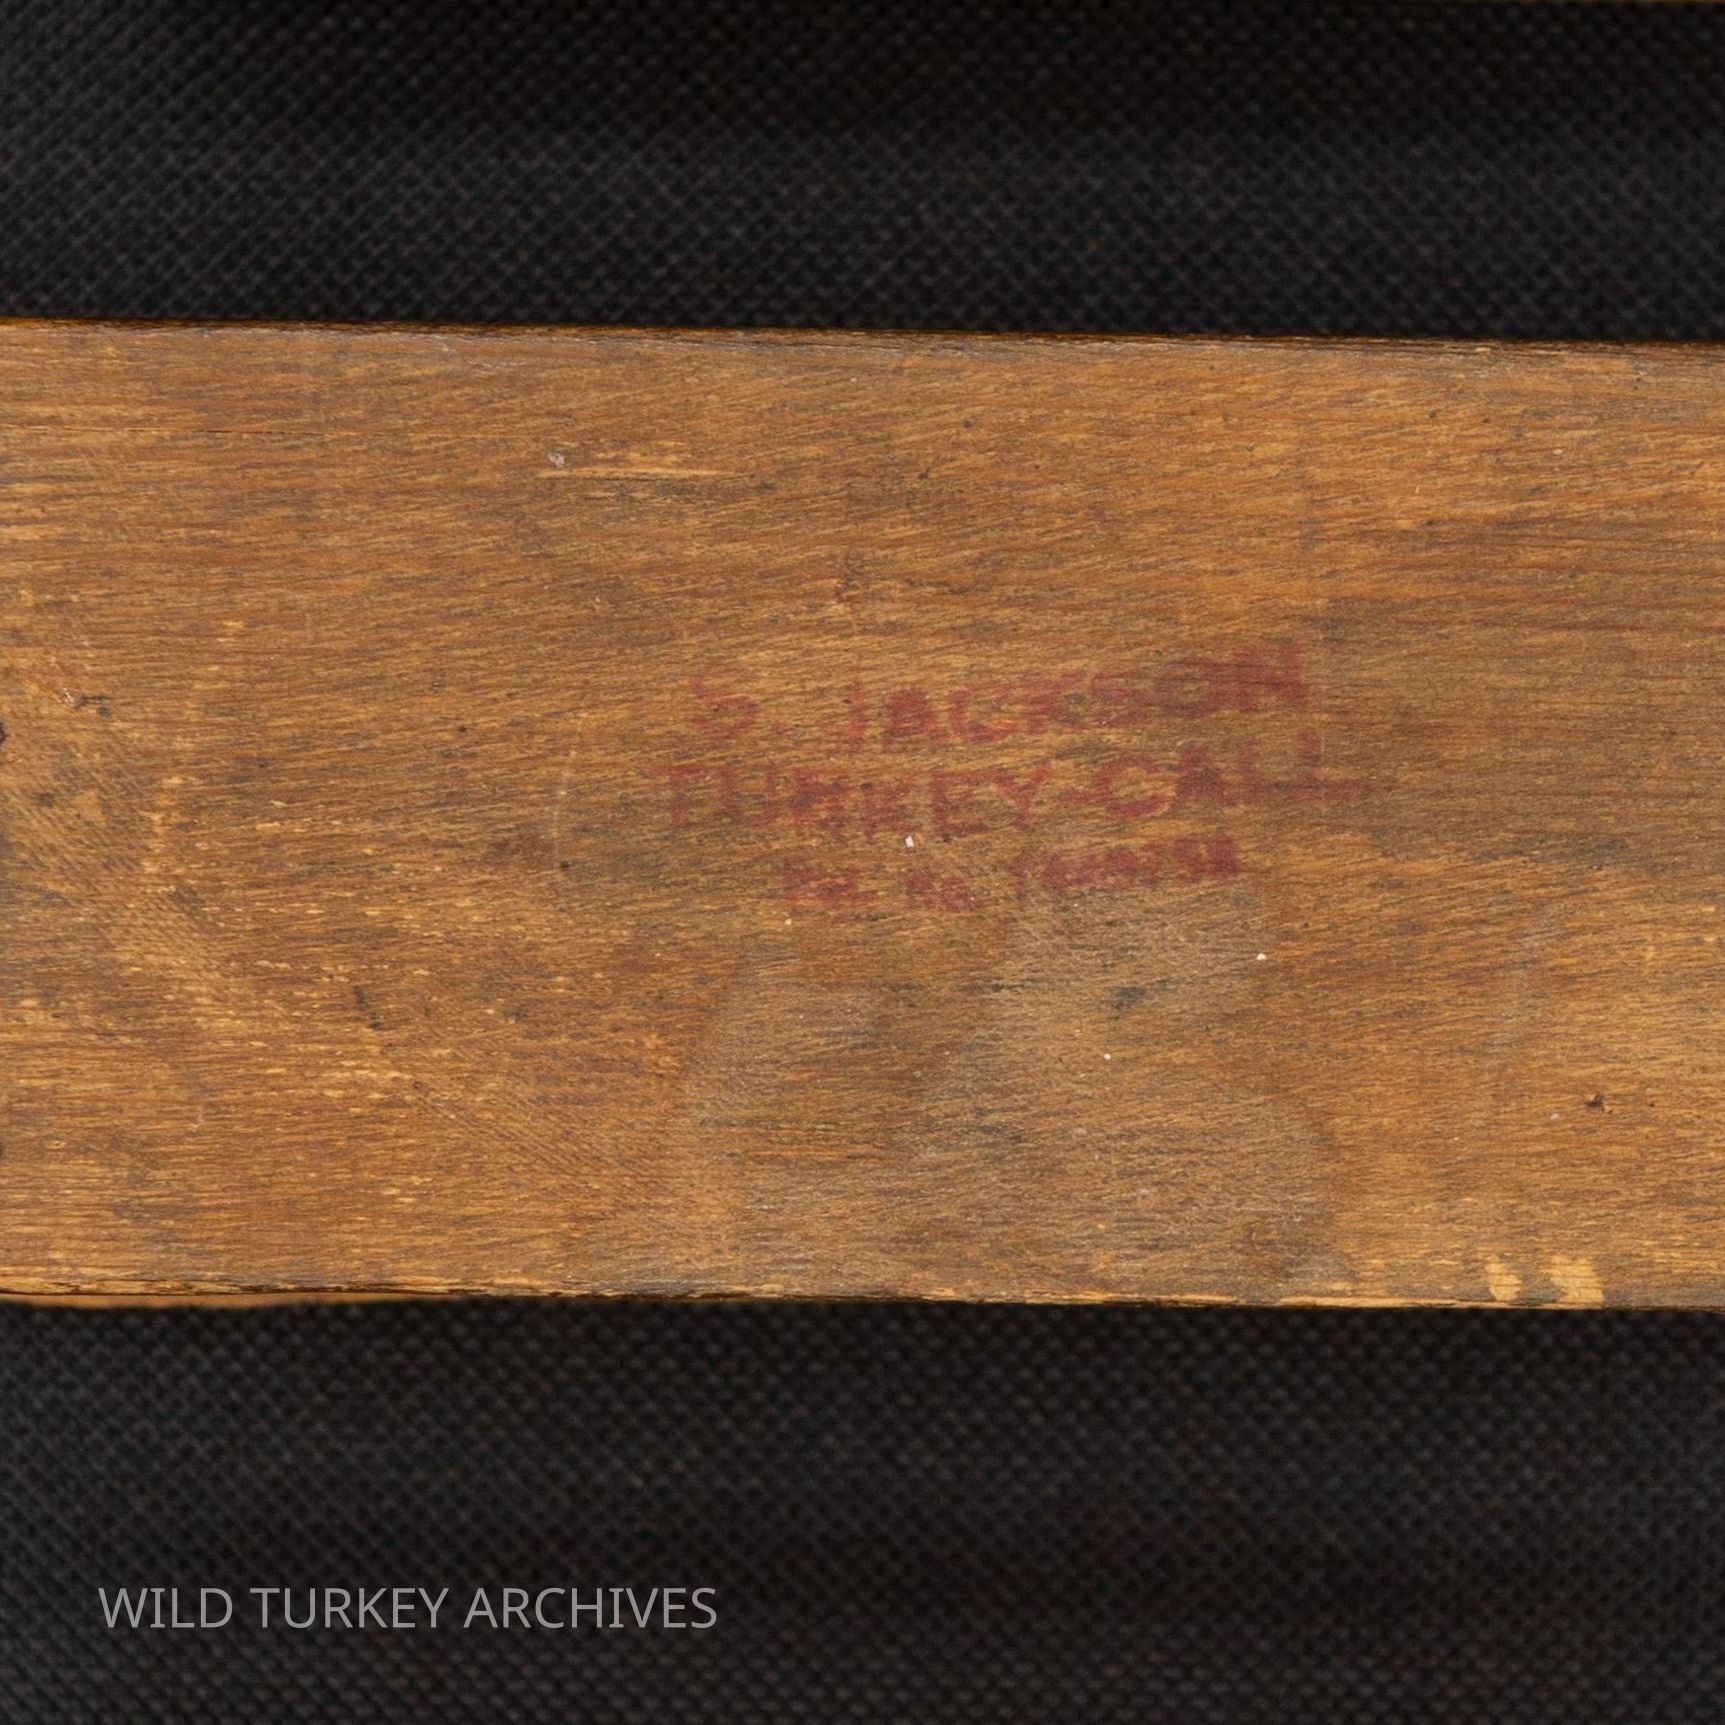 S. JACKSON
TURKEY-CALL
Pat. No.
WILD TURKEY ARCHIVES